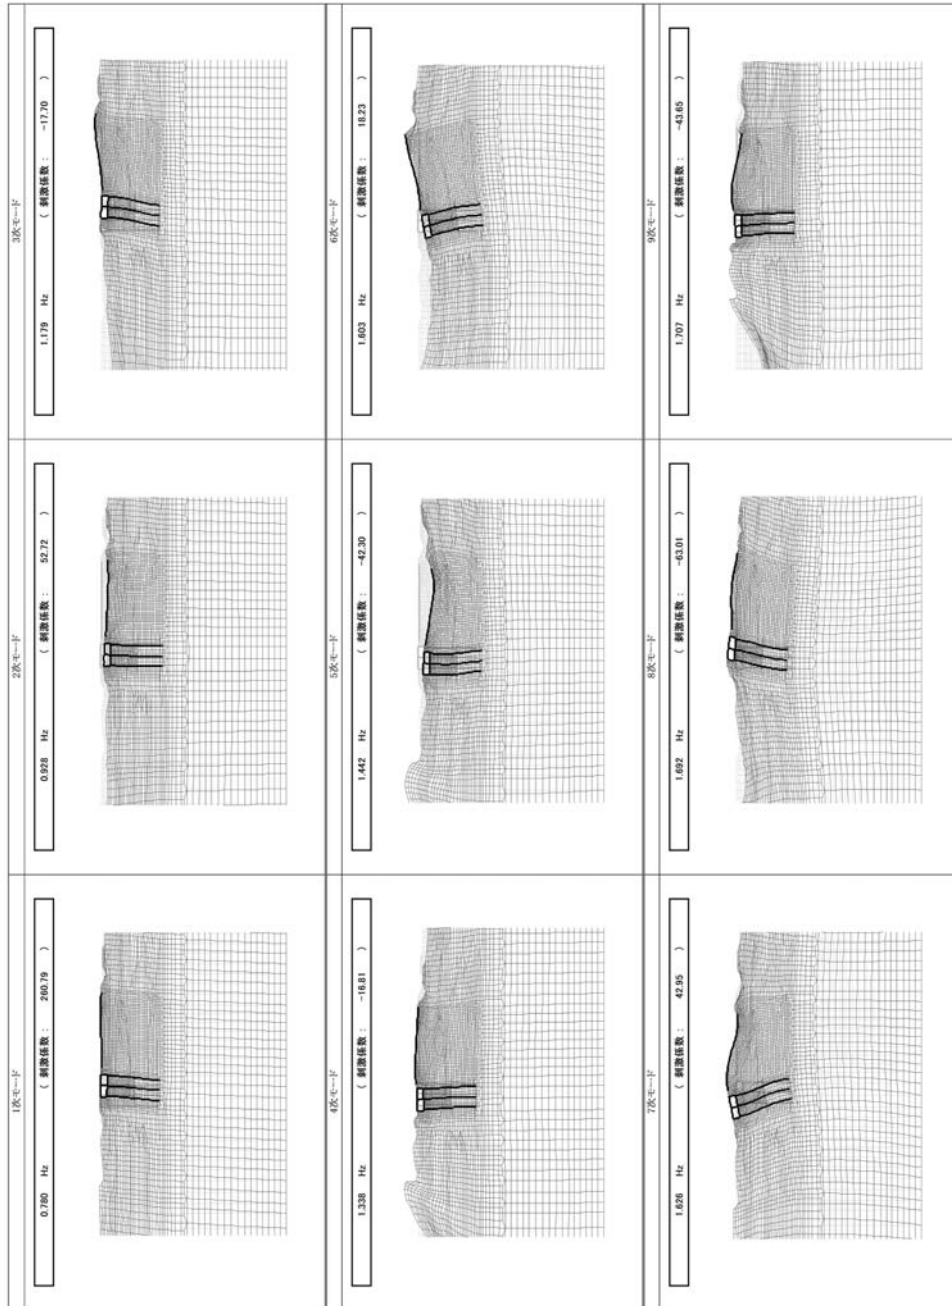 1次モード
0.780 Hz ( 刺激係数 : 260.79 )
2次モード
0.928 Hz ( 刺激係数 : 52.72 )
3次モード
1.179 Hz ( 刺激係数 : -17.70 )
4次モード
1.338 Hz ( 刺激係数 : -16.81 )
5次モード
1.442 Hz ( 刺激係数 : -42.30 )
6次モード
1.603 Hz ( 刺激係数 : 18.23 )
7次モード
1.626 Hz ( 刺激係数 : 42.95 )
8次モード
1.692 Hz ( 刺激係数 : -63.01 )
9次モード
1.707 Hz ( 刺激係数 : -43.65 )